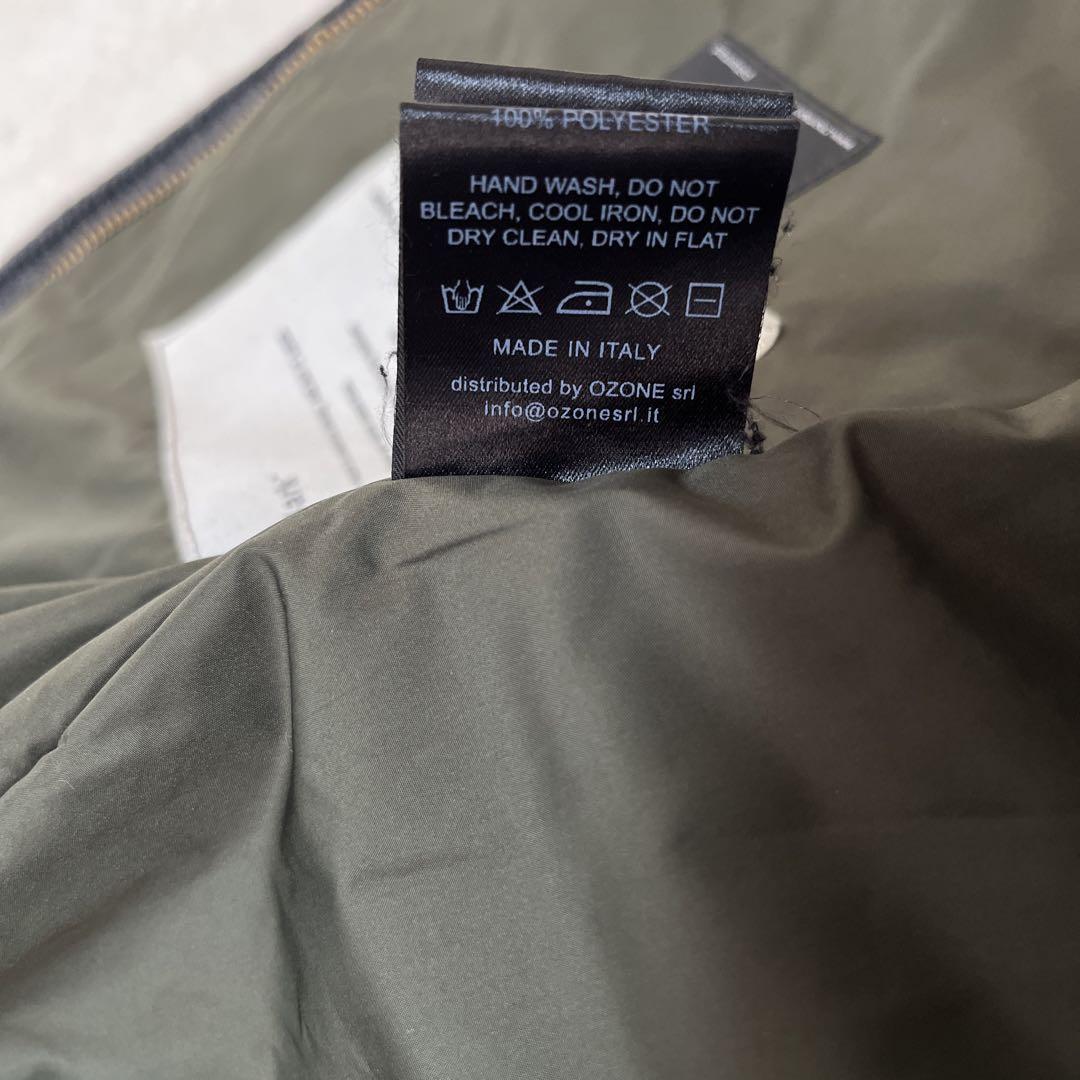 100% POLYESTER
HAND WASH, DO NOT
BLEACH, COOL IRON, DO NOT
DRY CLEAN, DRY IN FLAT
MADE IN ITALY
distributed by OZONE srl
info@ozonesrl.it